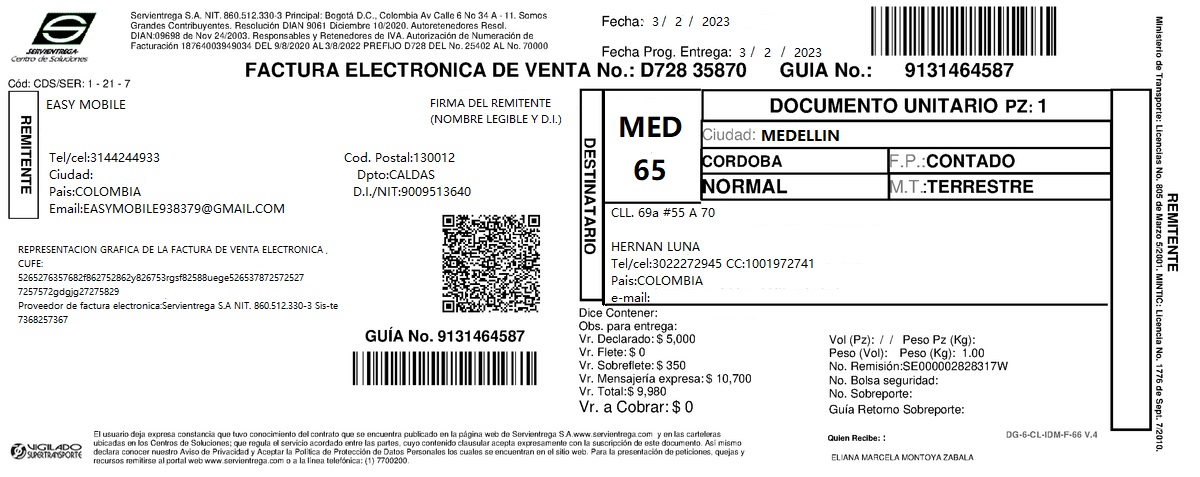 SERVIENTREGA
Centro de Soluciones
Servientrega S.A. NIT. 860.512.330-3 Principal: Bogotá D.C., Colombia Av Calle 6 No 34 A - 11. Somos
Grandes Contribuyentes. Resolución DIAN 9061 Diciembre 10/2020. Autoretenedores Resol.
DIAN:09698 de Nov 24/2003. Responsables y Retenedores de IVA. Autorización de Numeración de
Facturación 18764003949034 DEL 9/8/2020 AL3/8/2022 PREFIJO D728 DEL No. 25402 AL No. 70000
Fecha: 3 / 2 / 2023
Fecha Prog. Entrega: 3 / 2 / 2023
FACTURA ELECTRONICA DE VENTA No.: D728 35870 GUIA No.: 9131464587
Cód: CDS/SER: 1 - 21 - 7
REMITENTE
EASY MOBILE
FIRMA DEL REMITENTE
(NOMBRE LEGIBLE Y D.I.)
Tel/cel:3144244933 Cod. Postal:130012
Ciudad: Dpto:CALDAS
Pais:COLOMBIA D.I./NIT:9009513640
Email:EASYMOBILE938379@GMAIL.COM
REPRESENTACION GRAFICA DE LA FACTURA DE VENTA ELECTRONICA .
CUFE:
5265276357682f862752862y826753rgsf82588uege526537872572527
7257572gdgjg27275829
Proveedor de factura electronica:Servientrega S.A NIT. 860.512.330-3 Sis-te
7368257367
GUÍA No. 9131464587
DESTINATARIO
MED
65
DOCUMENTO UNITARIO PZ: 1
Ciudad: MEDELLIN
CORDOBA F.P.:CONTADO
NORMAL M.T.:TERRESTRE
CLL. 69a #55 A 70
HERNAN LUNA
Tel/cel:3022272945 CC:1001972741
Pais:COLOMBIA
e-mail:
Dice Contener:
Obs. para entrega:
Vr. Declarado: $ 5,000
Vr. Flete: $ 0
Vr. Sobreflete: $ 350
Vr. Mensajería expresa: $ 10,700
Vr. Total:$ 9,980
Vr. a Cobrar: $ 0
Vol (Pz): / / Peso Pz (Kg):
Peso (Vol): Peso (Kg): 1.00
No. Remisión:SE000002828317W
No. Bolsa seguridad:
No. Sobreporte:
Guía Retorno Sobreporte:
Quien Recibe: :
DG-6-CL-IDM-F-66 V.4
ELIANA MARCELA MONTOYA ZABALA
REMITENTE
Ministerio de Transporte: Licencias No. 805 de Marzo 5/2001. MINTIC: Licencia No. 1776 de Sept. 7/2010.
VIGILADO
SUPERTRANSPORTE
El usuario deja expresa constancia que tuvo conocimiento del contrato que se encuentra publicado en la página web de Servientrega S.A.www.servientrega.com y en las carteleras
ubicadas en los Centros de Soluciones; que regula el servicio acordado entre las partes, cuyo contenido clausular acepta expresamente con la suscripción de este documento. Así mismo
declara conocer nuestro Aviso de Privacidad y Aceptar la Política de Protección de Datos Personales los cuales se encuentran en el sitio web. Para la presentación de peticiones, quejas y
recursos remitirse al portal web www.servientrega.com o a la línea telefónica: (1) 7700200.